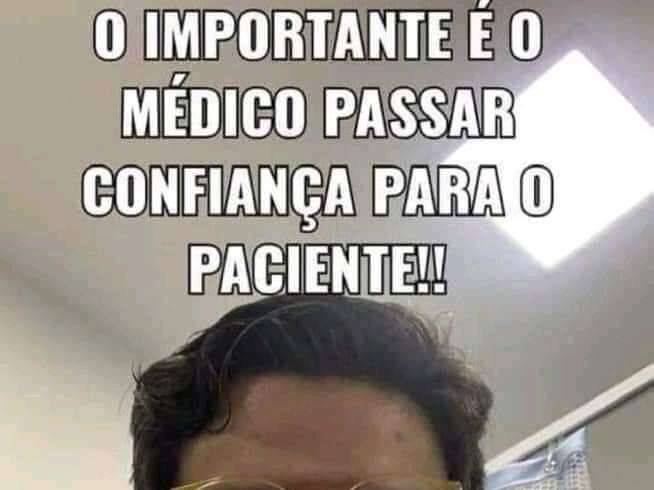 O IMPORTANTE É O
MÉDICO PASSAR
CONFIANÇA PARA O
PACIENTE!!